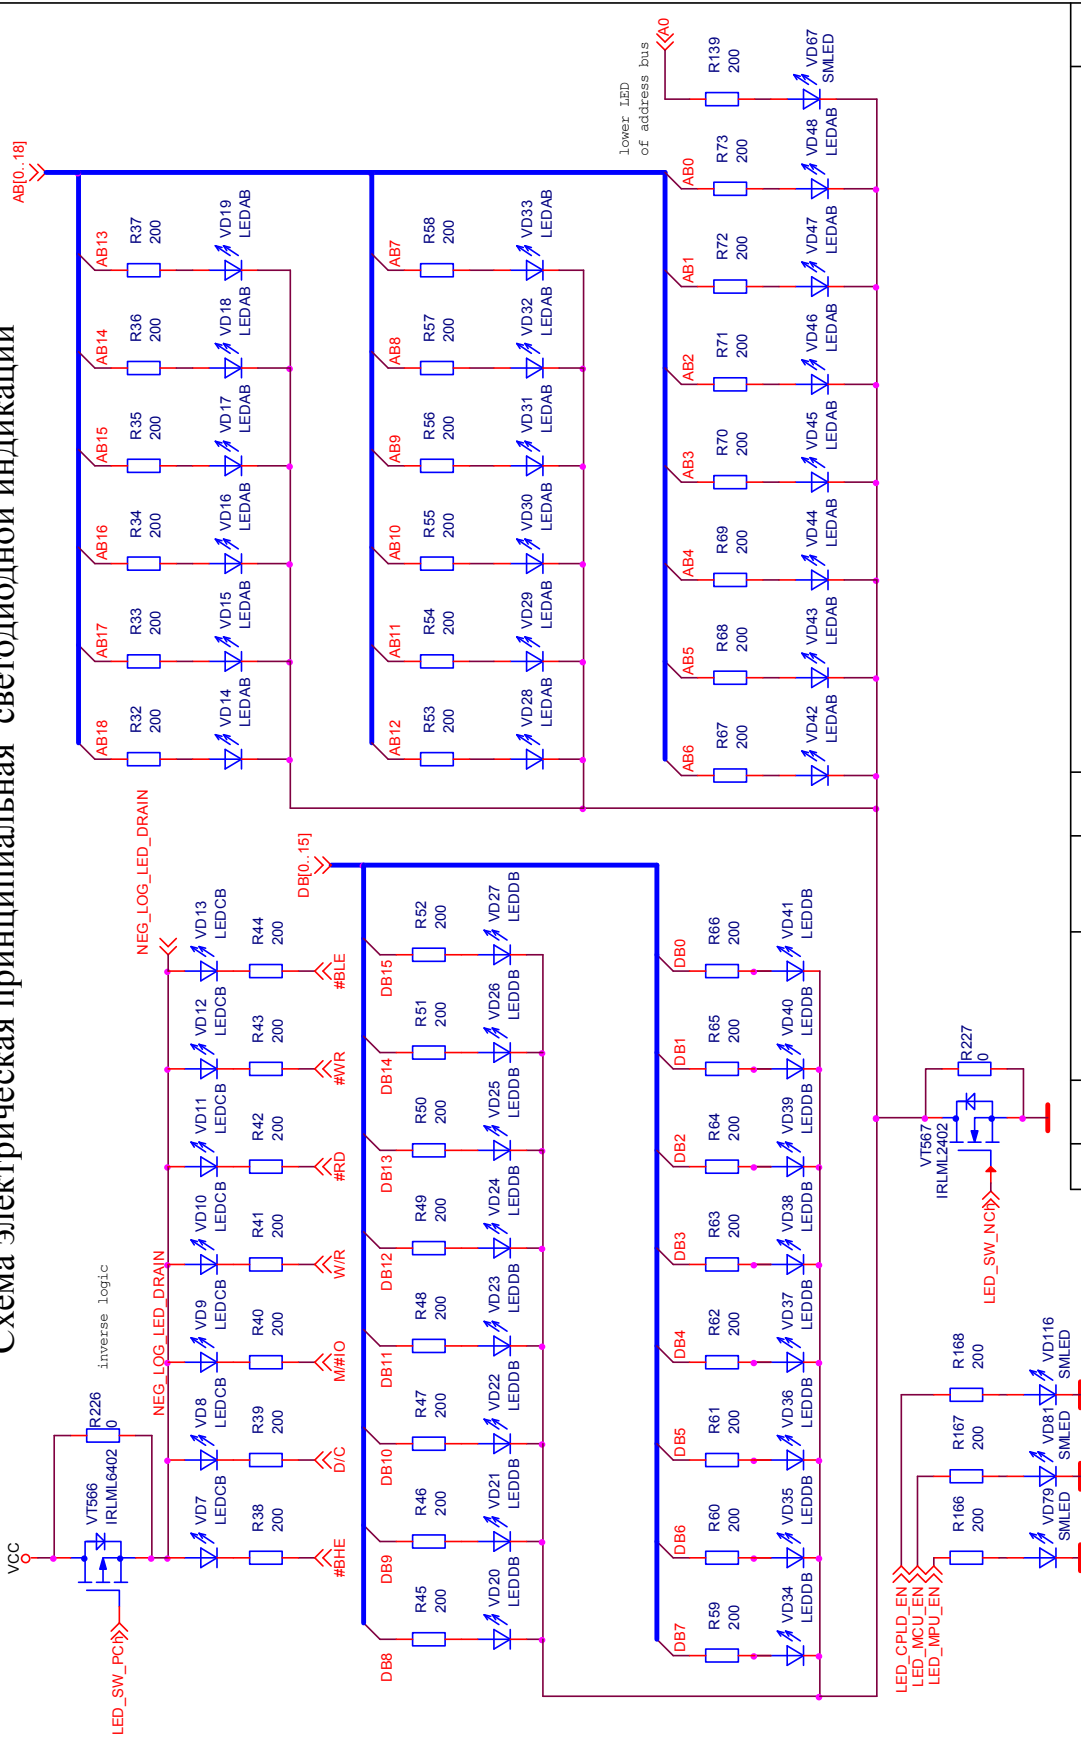 Схема электрическая принципиальная светодиодной индикации
VCC
LED_SW_PCh
VT566
IRLML6402
R226
0
inverse logic
NEG_LOG_LED_DRAIN
NEG_LOG_LED_DRAIN
VD7
LEDCB
VD8
LEDCB
VD9
LEDCB
VD10
LEDCB
VD11
LEDCB
VD12
LEDCB
VD13
LEDCB
R38
200
R39
200
R40
200
R41
200
R42
200
R43
200
R44
200
#BHE
D/C
M/#IO
W/R
#RD
#WR
#BLE
AB[0..18]
AB18
AB17
AB16
AB15
AB14
AB13
R32
200
R33
200
R34
200
R35
200
R36
200
R37
200
VD14
LEDAB
VD15
LEDAB
VD16
LEDAB
VD17
LEDAB
VD18
LEDAB
VD19
LEDAB
DB[0..15]
DB8
DB9
DB10
DB11
DB12
DB13
DB14
DB15
R45
200
R46
200
R47
200
R48
200
R49
200
R50
200
R51
200
R52
200
VD20
LEDDB
VD21
LEDDB
VD22
LEDDB
VD23
LEDDB
VD24
LEDDB
VD25
LEDDB
VD26
LEDDB
VD27
LEDDB
AB12
AB11
AB10
AB9
AB8
AB7
R53
200
R54
200
R55
200
R56
200
R57
200
R58
200
VD28
LEDAB
VD29
LEDAB
VD30
LEDAB
VD31
LEDAB
VD32
LEDAB
VD33
LEDAB
DB7
DB6
DB5
DB4
DB3
DB2
DB1
DB0
R59
200
R60
200
R61
200
R62
200
R63
200
R64
200
R65
200
R66
200
VD34
LEDDB
VD35
LEDDB
VD36
LEDDB
VD37
LEDDB
VD38
LEDDB
VD39
LEDDB
VD40
LEDDB
VD41
LEDDB
lower LED
of address bus
A0
AB6
AB5
AB4
AB3
AB2
AB1
AB0
R67
200
R68
200
R69
200
R70
200
R71
200
R72
200
R73
200
R139
200
VD42
LEDAB
VD43
LEDAB
VD44
LEDAB
VD45
LEDAB
VD46
LEDAB
VD47
LEDAB
VD48
LEDAB
VD67
SMLED
LED_CPLD_EN
LED_MCU_EN
LED_MPU_EN
R166
200
R167
200
R168
200
VD79
SMLED
VD81
SMLED
VD116
SMLED
LED_SW_NCh
VT567
IRLML2402
R227
0